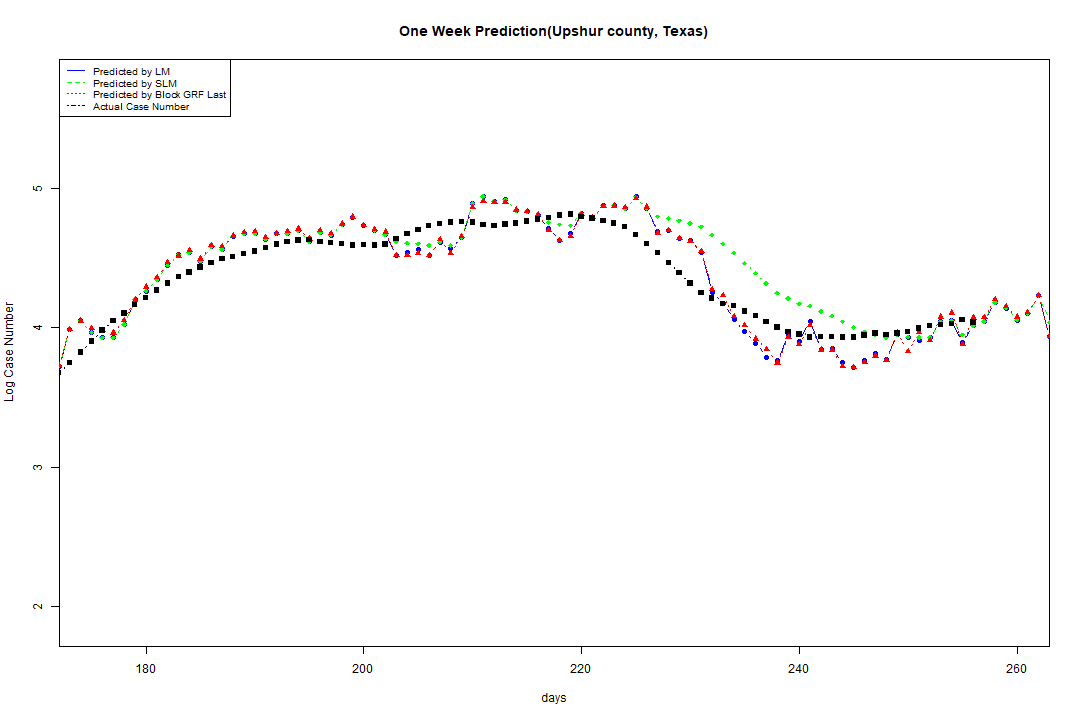 One Week Prediction(Upshur county, Texas)
Predicted by LM
Predicted by SLM
Predicted by Block GRF Last
Actual Case Number
5
4
3
2
Log Case Number
180 200 220 240 260
days